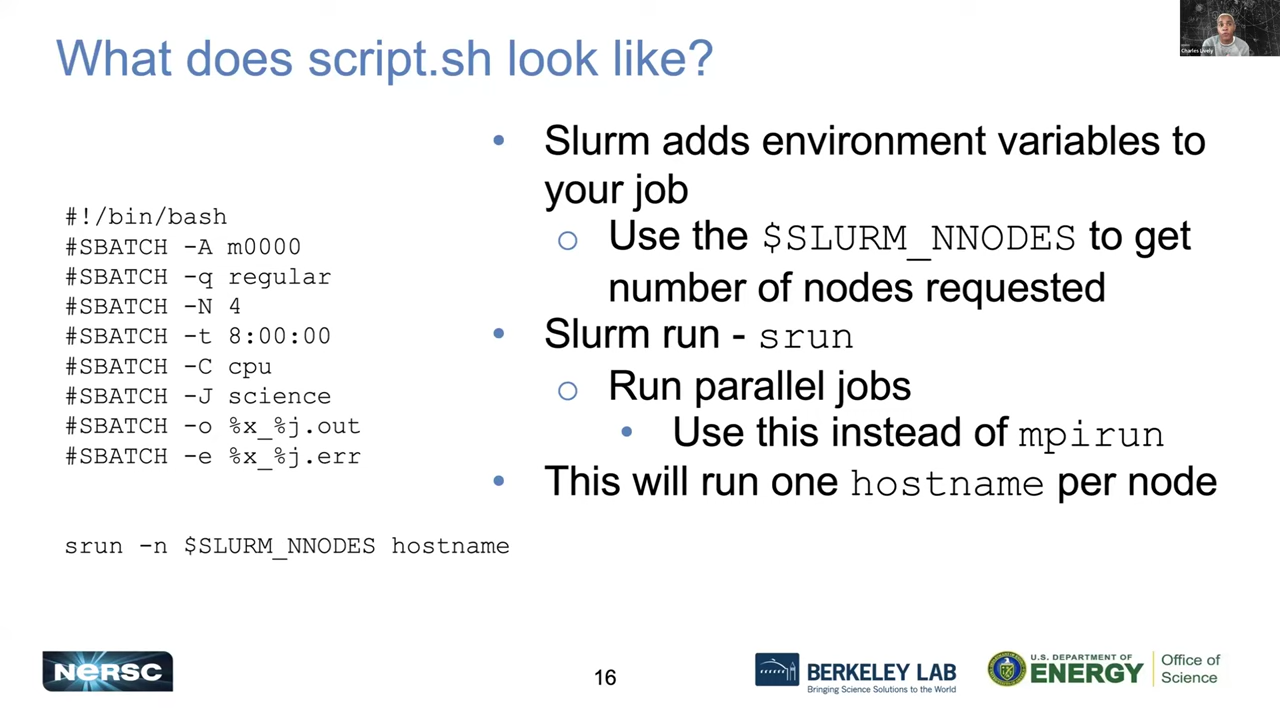 What does script.sh look like?
Charles Lively
#!/bin/bash
#SBATCH -A m0000
#SBATCH -q regular
#SBATCH -N 4
#SBATCH -t 8:00:00
#SBATCH -C cpu
#SBATCH -J science
#SBATCH -o %x_%j.out
#SBATCH -e %x_%j.err
srun -n $SLURM_NNODES hostname
• Slurm adds environment variables to
your job
○ Use the $SLURM_NNODES to get
number of nodes requested
• Slurm run - srun
○ Run parallel jobs
• Use this instead of mpirun
• This will run one hostname per node
NERSC
16
BERKELEY LAB
Bringing Science Solutions to the World
U.S. DEPARTMENT OF
ENERGY
Office of
Science